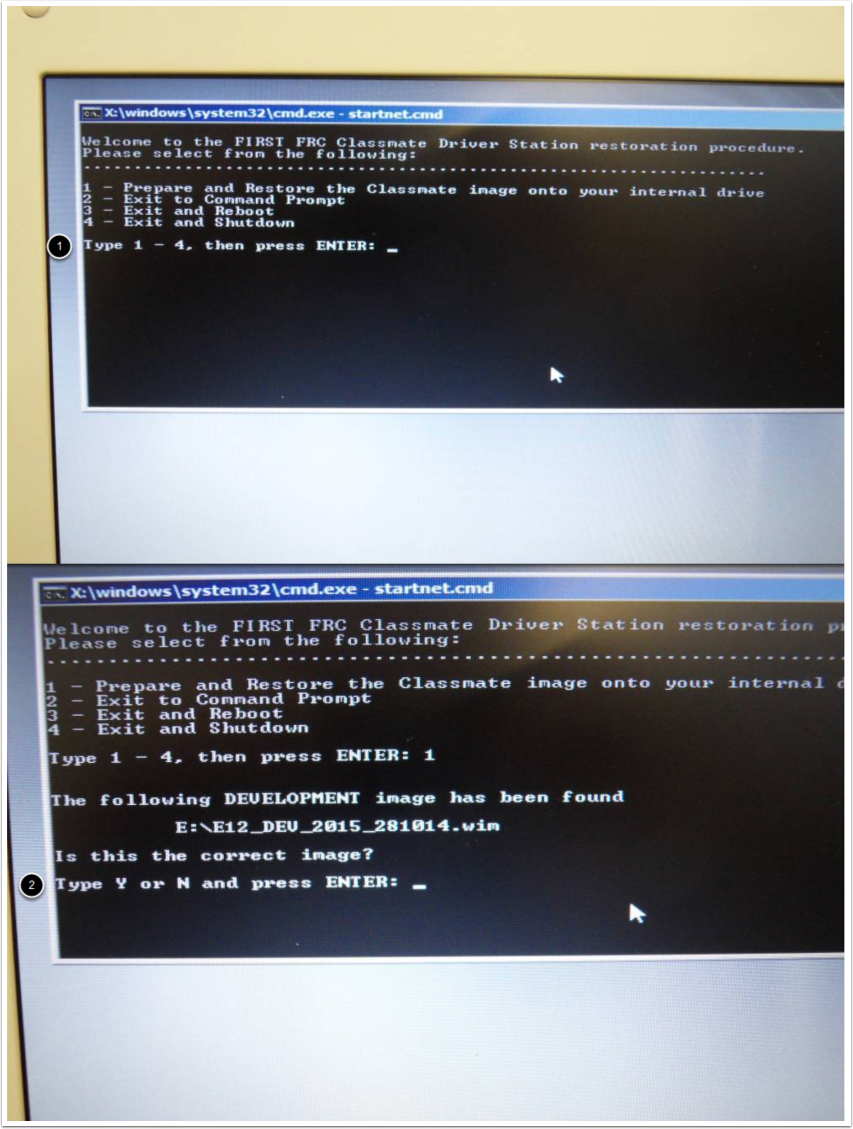 X:\windows\system32\cmd.exe - startnet.cmd
Welcome to the FIRST FRC Classmate Driver Station restoration procedure.
Please select from the following:
1 - Prepare and Restore the Classmate image onto your internal drive
2 - Exit to Command Prompt
3 - Exit and Reboot
4 - Exit and Shutdown
1
Type 1 - 4, then press ENTER: _
X:\windows\system32\cmd.exe - startnet.cmd
Welcome to the FIRST FRC Classmate Driver Station restoration p
Please select from the following:
1 - Prepare and Restore the Classmate image onto your internal
2 - Exit to Command Prompt
3 - Exit and Reboot
4 - Exit and Shutdown
Type 1 - 4, then press ENTER: 1
The following DEVELOPMENT image has been found
E:\E12_DEV_2015_281014.wim
Is this the correct image?
2
Type Y or N and press ENTER: _